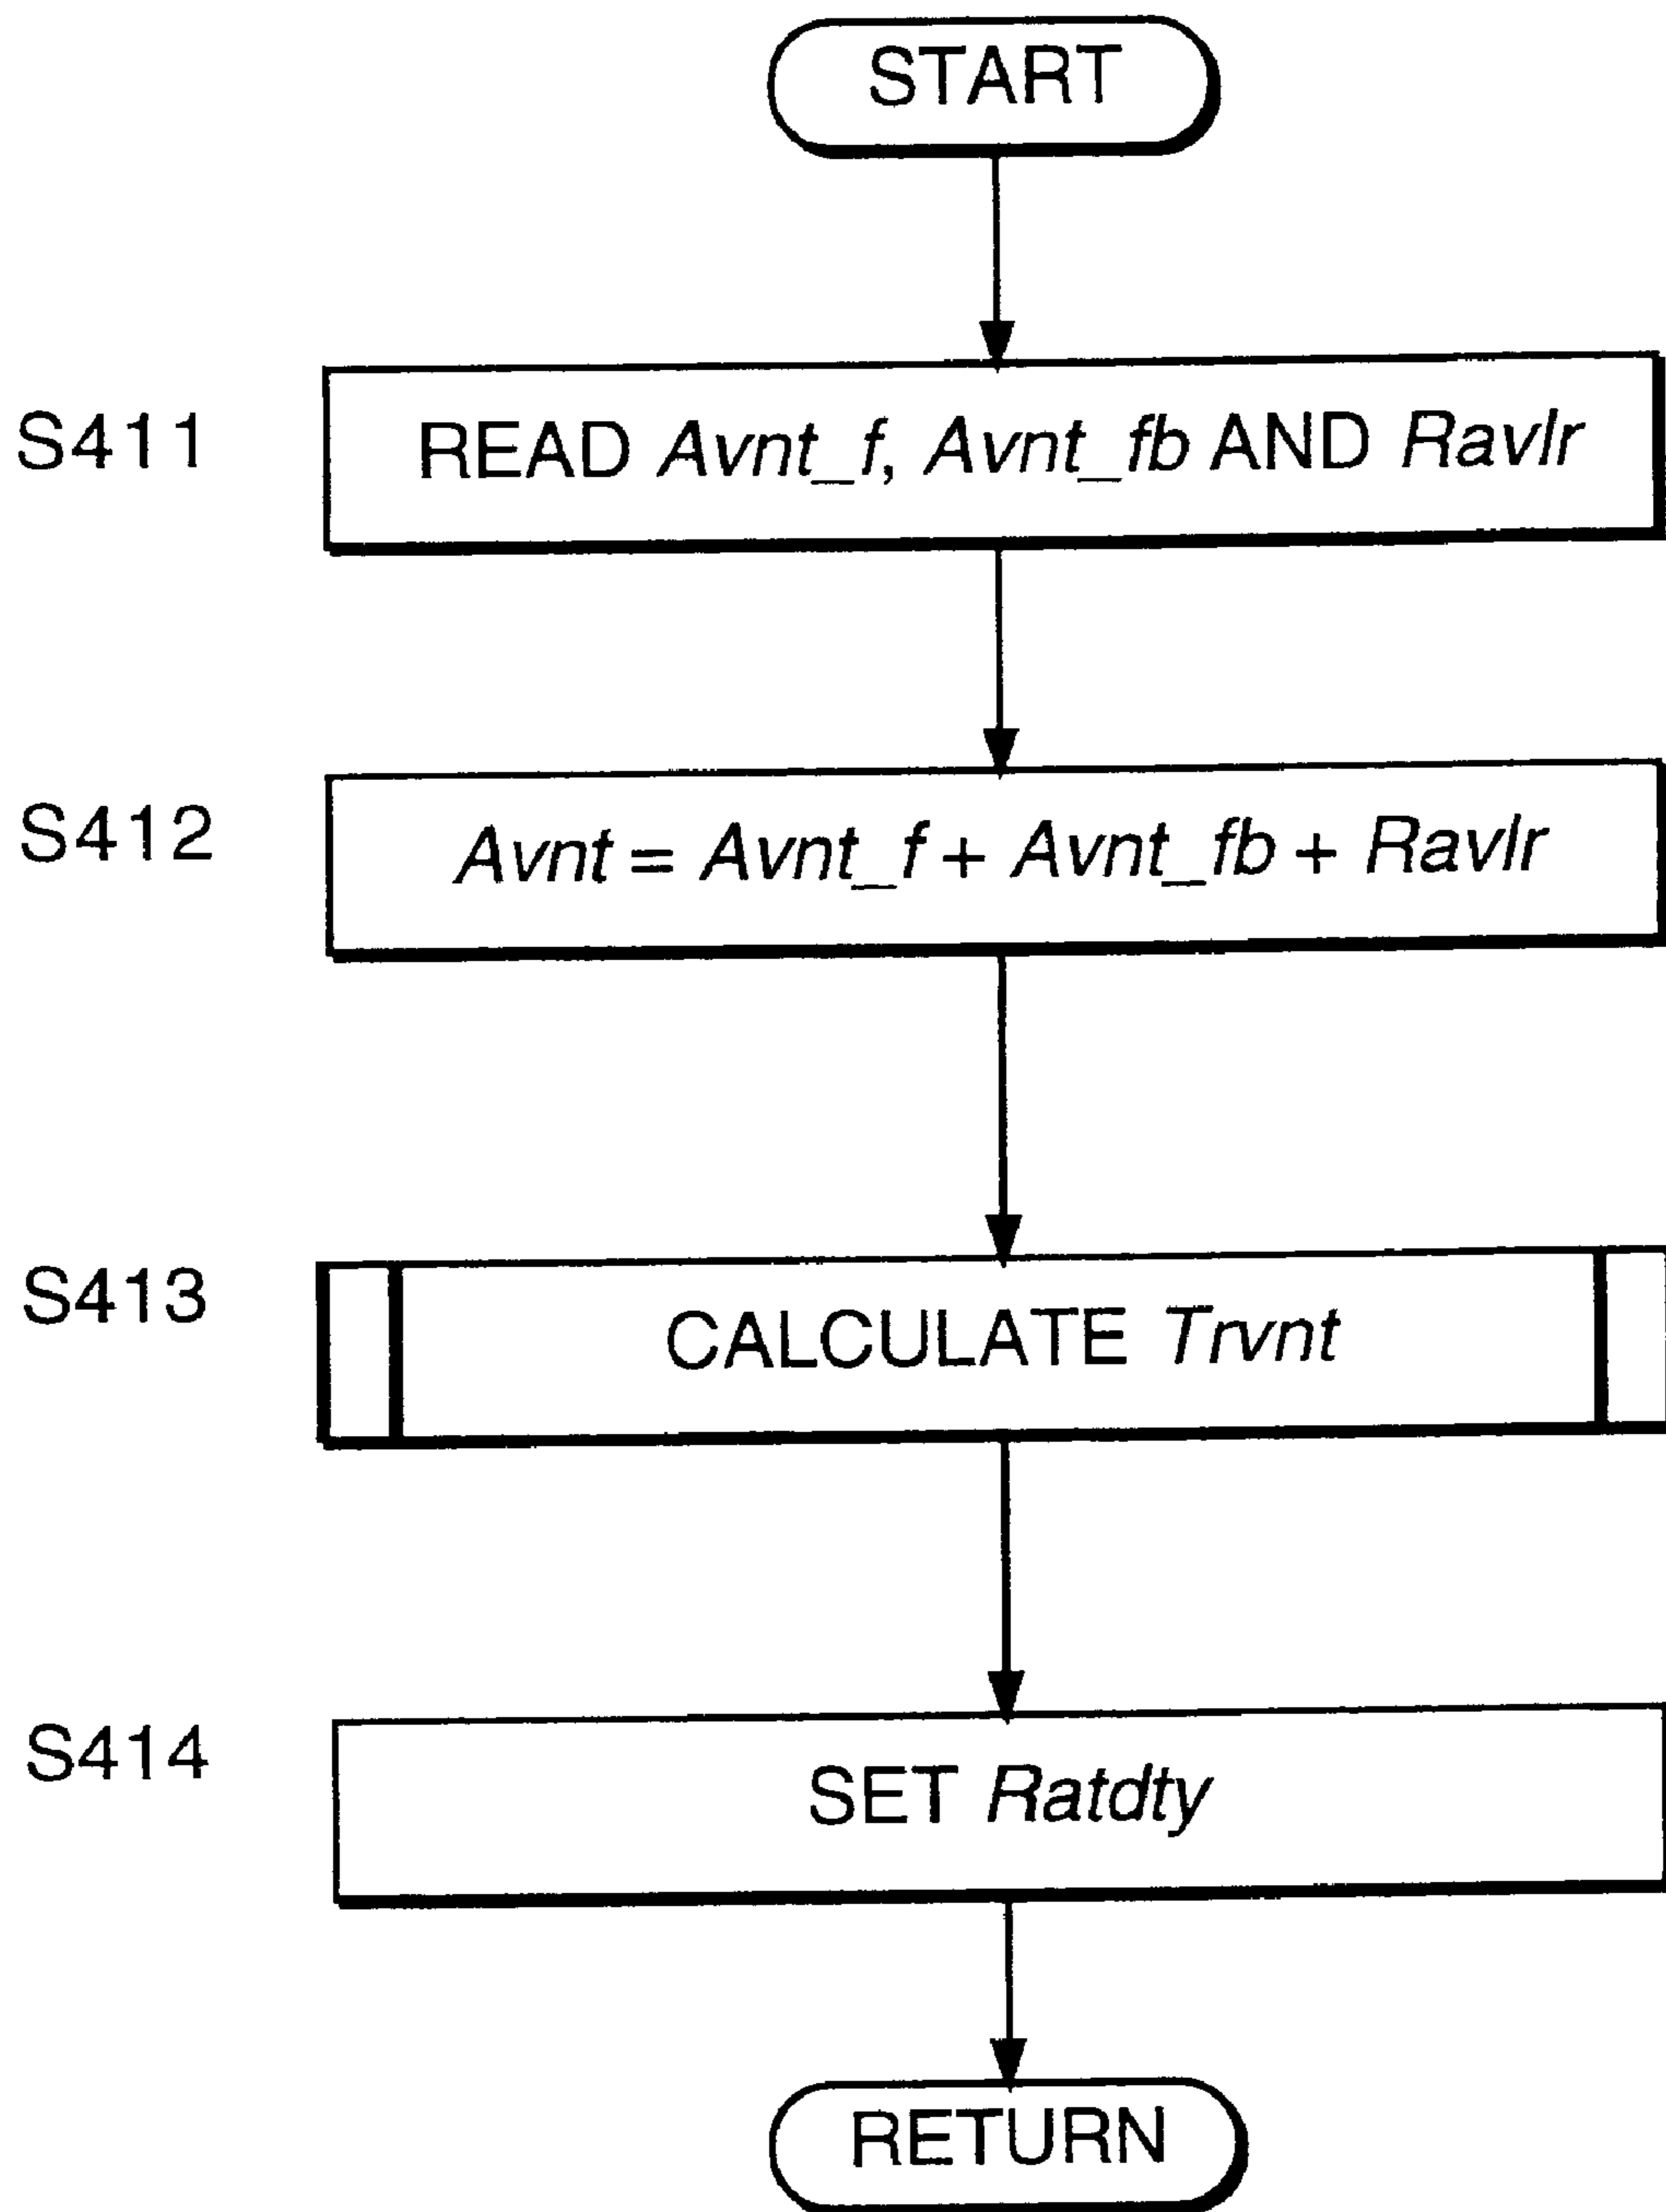 START
S411
READ Avnt_f, Avnt_fb AND Ravlr
S412
Avnt = Avnt_f + Avnt_fb + Ravlr
S413
CALCULATE Trvnt
S414
SET Ratdty
RETURN